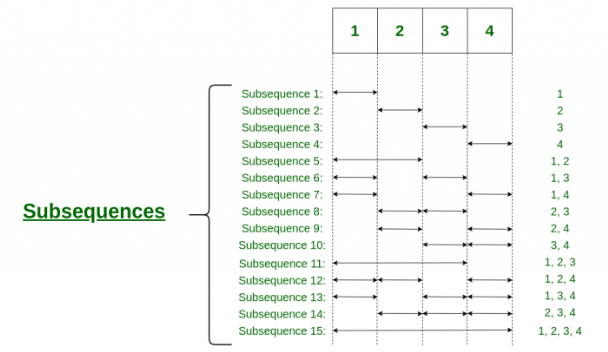 1 2 3 4
Subsequence 1: 1
Subsequence 2: 2
Subsequence 3: 3
Subsequence 4: 4
Subsequence 5: 1, 2
Subsequence 6: 1, 3
Subsequence 7: 1, 4
Subsequences
Subsequence 8: 2, 3
Subsequence 9: 2, 4
Subsequence 10: 3, 4
Subsequence 11: 1, 2, 3
Subsequence 12: 1, 2, 4
Subsequence 13: 1, 3, 4
Subsequence 14: 2, 3, 4
Subsequence 15: 1, 2, 3, 4